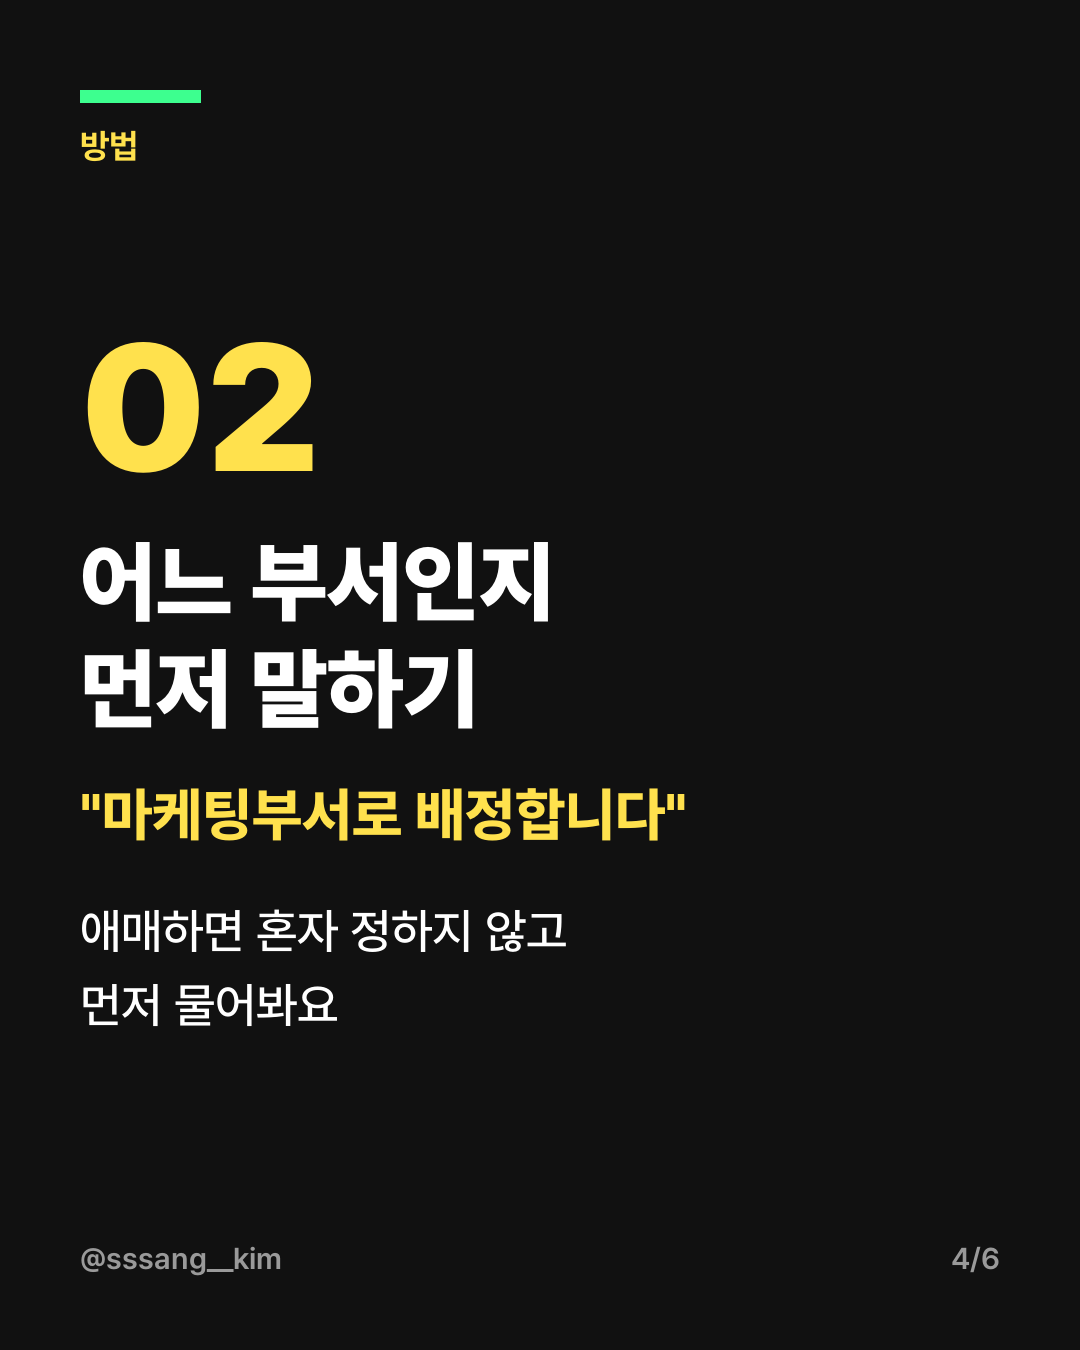 방법
02
어느 부서인지
먼저 말하기
"마케팅부서로 배정합니다"
애매하면 혼자 정하지 않고
먼저 물어봐요
@sssang__kim
4/6